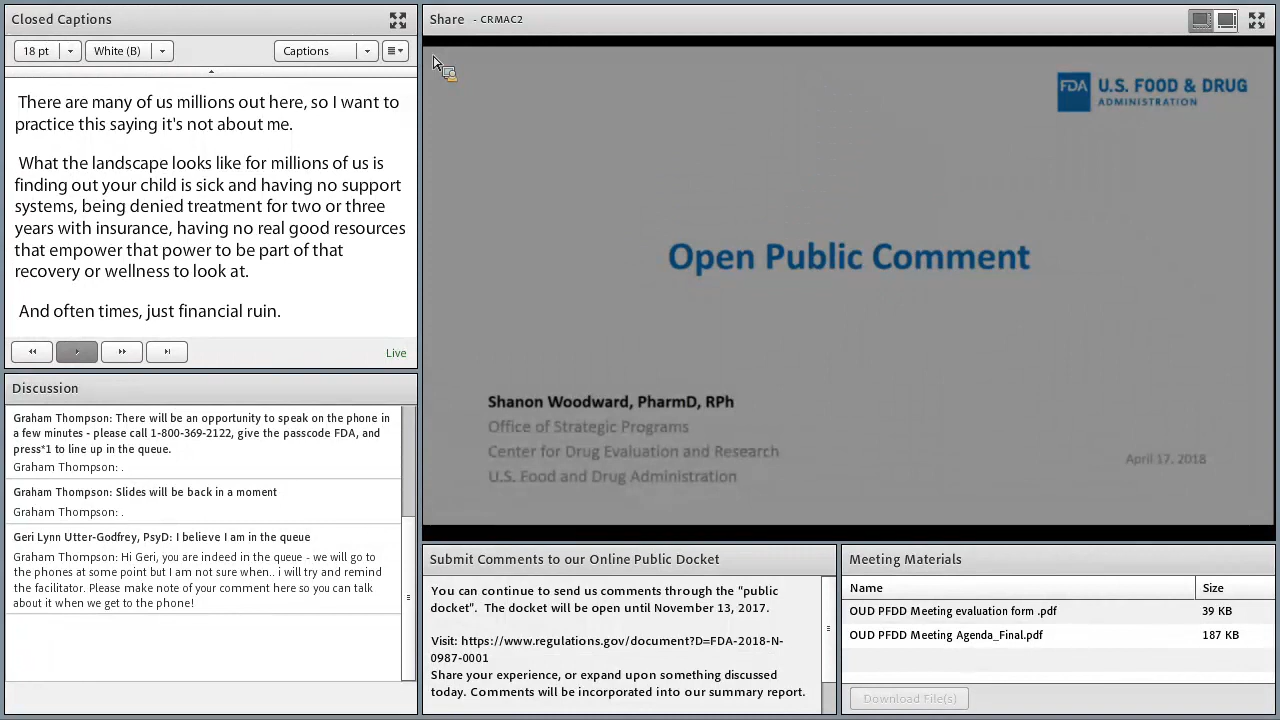 Closed Captions
18 pt
White (B)
Captions
There are many of us millions out here, so I want to
practice this saying it's not about me.
What the landscape looks like for millions of us is
finding out your child is sick and having no support
systems, being denied treatment for two or three
years with insurance, having no real good resources
that empower that power to be part of that
recovery or wellness to look at.
And often times, just financial ruin.
Live
Discussion
Graham Thompson: There will be an opportunity to speak on the phone in
a few minutes - please call 1-800-369-2122, give the passcode FDA, and
press*1 to line up in the queue.
Graham Thompson: .
Graham Thompson: Slides will be back in a moment
Graham Thompson: .
Geri Lynn Utter-Godfrey, PsyD: I believe I am in the queue
Graham Thompson: Hi Geri, you are indeed in the queue - we will go to
the phones at some point but I am not sure when.. i will try and remind
the facilitator. Please make note of your comment here so you can talk
about it when we get to the phone!
Share - CRMAC2
FDA U.S. FOOD & DRUG
ADMINISTRATION
Open Public Comment
Shanon Woodward, PharmD, RPh
Office of Strategic Programs
Center for Drug Evaluation and Research
U.S. Food and Drug Administration
April 17, 2018
Submit Comments to our Online Public Docket
You can continue to send us comments through the "public
docket". The docket will be open until November 13, 2017.
Visit: https://www.regulations.gov/document?D=FDA-2018-N-
0987-0001
Share your experience, or expand upon something discussed
today. Comments will be incorporated into our summary report.
Meeting Materials
Name Size
OUD PFDD Meeting evaluation form .pdf 39 KB
OUD PFDD Meeting Agenda_Final.pdf 187 KB
Download File(s)